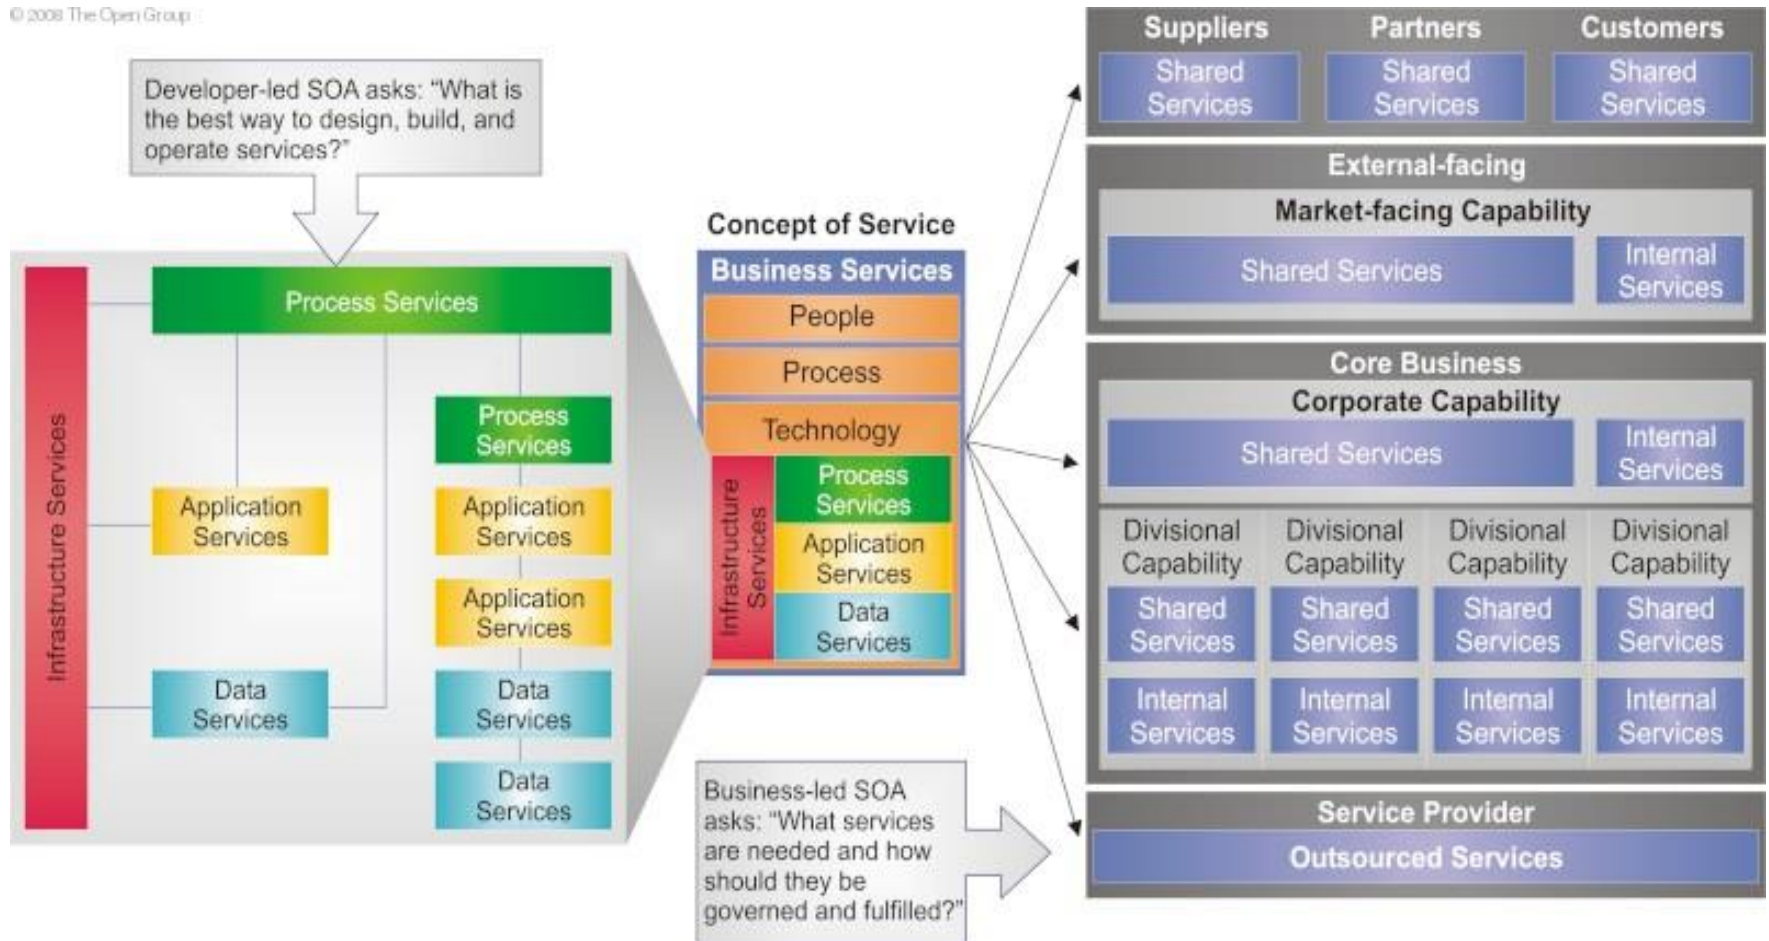 © 2008 The Open Group
Developer-led SOA asks: “What is
the best way to design, build, and
operate services?”
Infrastructure Services
Process Services
Process
Services
Application
Services
Application
Services
Application
Services
Data
Services
Data
Services
Data
Services
Concept of Service
Business Services
People
Process
Technology
Infrastructure
Services
Process
Services
Application
Services
Data
Services
Business-led SOA
asks: “What services
are needed and how
should they be
governed and fulfilled?”
Suppliers
Partners
Customers
Shared
Services
Shared
Services
Shared
Services
External-facing
Market-facing Capability
Shared Services
Internal
Services
Core Business
Corporate Capability
Shared Services
Internal
Services
Divisional
Capability
Divisional
Capability
Divisional
Capability
Divisional
Capability
Shared
Services
Shared
Services
Shared
Services
Shared
Services
Internal
Services
Internal
Services
Internal
Services
Internal
Services
Service Provider
Outsourced Services